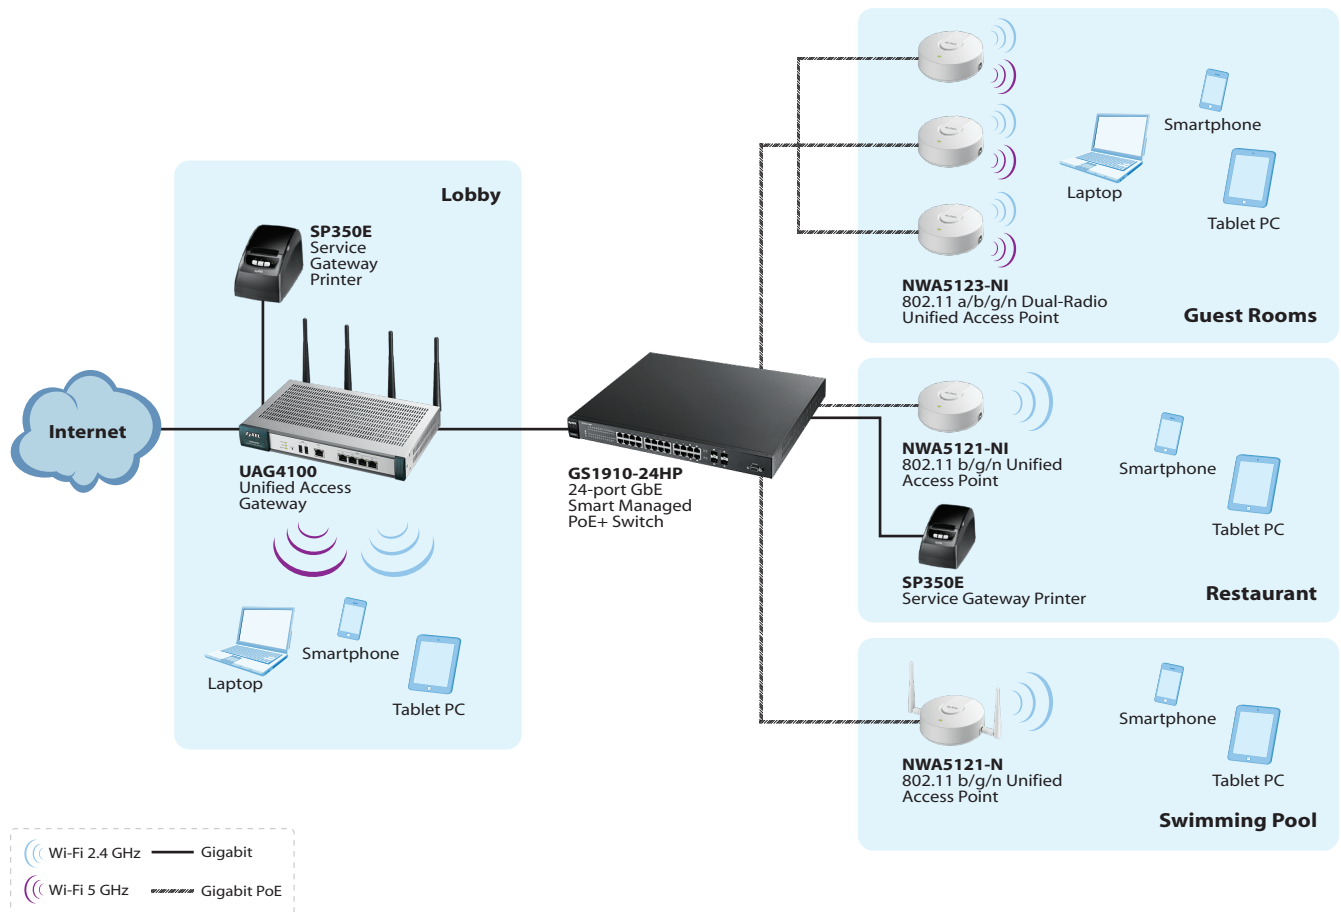 Lobby
SP350E
Service
Gateway
Printer
Internet
ZyXEL
UAG4100
Unified Access
Gateway
Laptop
Smartphone
Tablet PC
GS1910-24HP
24-port GbE
Smart Managed
PoE+ Switch
Smartphone
Laptop
Tablet PC
NWA5123-NI
802.11 a/b/g/n Dual-Radio
Unified Access Point
Guest Rooms
NWA5121-NI
802.11 b/g/n Unified
Access Point
Smartphone
Tablet PC
SP350E
Service Gateway Printer
Restaurant
NWA5121-N
802.11 b/g/n Unified
Access Point
Smartphone
Tablet PC
Swimming Pool
Wi-Fi 2.4 GHz
Gigabit
Wi-Fi 5 GHz
Gigabit PoE